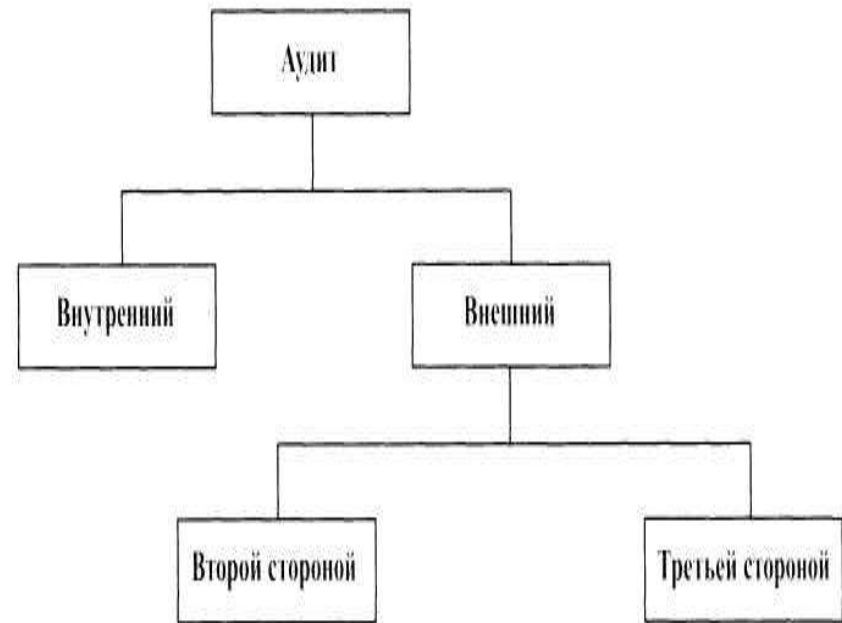 Аудит
Внутренний
Внешний
Второй стороной
Третьей стороной